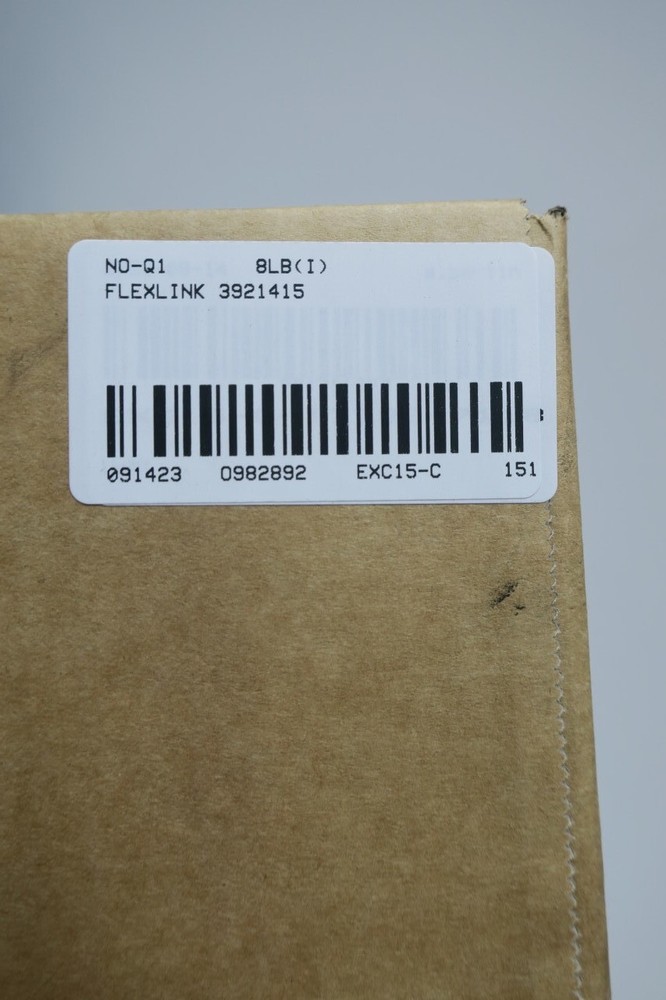 NO-Q1 8LB(I)
FLEXLINK 3921415
091423 0982892 EXC15-C 151